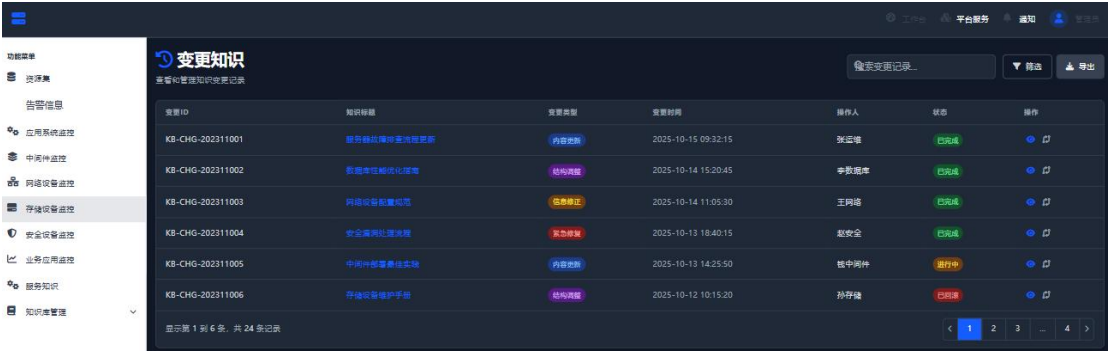 工作台 平台服务 通知 管理员
功能菜单
资源集
告警信息
应用系统监控
中间件监控
网络设备监控
存储设备监控
安全设备监控
业务应用监控
服务知识
知识库管理
变更知识
查看和管理知识变更记录
搜索变更记录...
筛选
导出
变更ID 知识标题 变更类型 变更时间 操作人 状态 操作
KB-CHG-202311001 服务器故障排查流程更新 内容更新 2025-10-15 09:32:15 张运维 已完成
KB-CHG-202311002 数据库性能优化指南 结构调整 2025-10-14 15:20:45 李数据库 已完成
KB-CHG-202311003 网络设备配置规范 信息修正 2025-10-14 11:05:30 王网络 已完成
KB-CHG-202311004 安全漏洞处理流程 紧急修复 2025-10-13 18:40:15 赵安全 已完成
KB-CHG-202311005 中间件部署最佳实践 内容更新 2025-10-13 14:25:50 钱中间件 进行中
KB-CHG-202311006 存储设备维护手册 结构调整 2025-10-12 10:15:20 孙存储 已回滚
显示第 1 到 6 条，共 24 条记录
1 2 3 ... 4